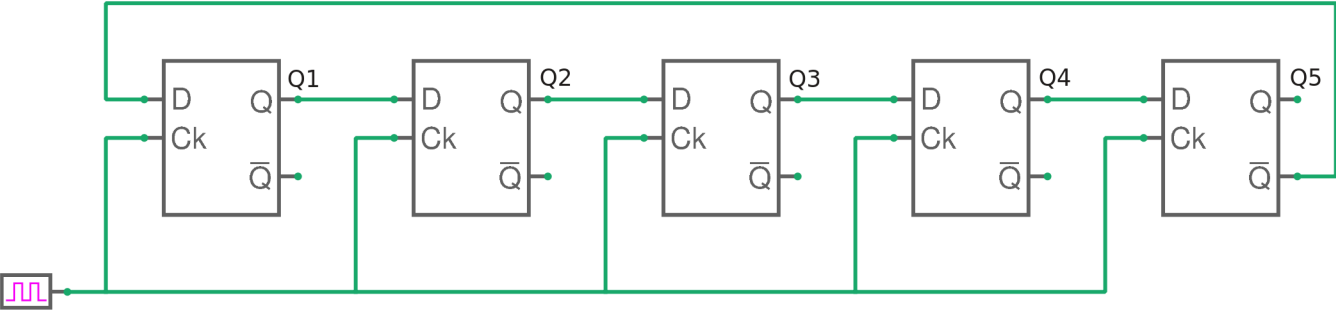 Q1 Q2 Q3 Q4 Q5
D Q D Q D Q D Q D Q
Ck Ck Ck Ck Ck
Q̅ Q̅ Q̅ Q̅ Q̅